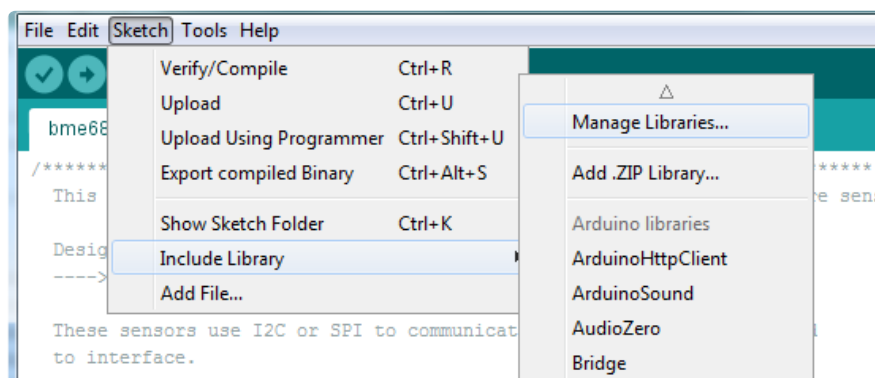 File Edit Sketch Tools Help
Verify/Compile Ctrl+R
Upload Ctrl+U
Upload Using Programmer Ctrl+Shift+U
Export compiled Binary Ctrl+Alt+S
Show Sketch Folder Ctrl+K
Include Library
Add File...
Manage Libraries...
Add .ZIP Library...
Arduino libraries
ArduinoHttpClient
ArduinoSound
AudioZero
Bridge
bme68
/******* *****
This
Desig
---->
These sensors use I2C or SPI to communicat
to interface.